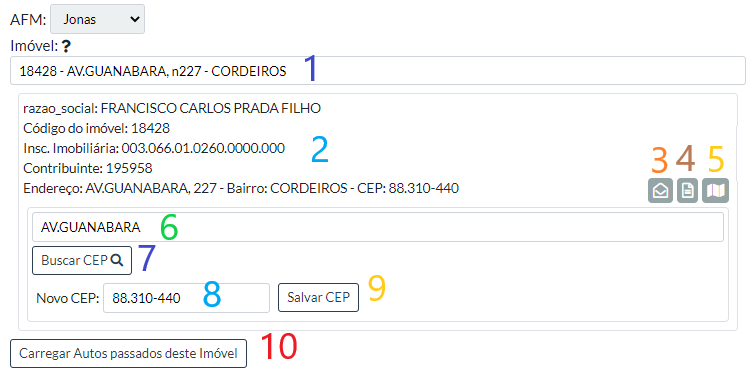 AFM: Jonas
Imóvel: ?
18428 - AV.GUANABARA, n227 - CORDEIROS 1
razao_social: FRANCISCO CARLOS PRADA FILHO
Código do imóvel: 18428
Insc. Imobiliária: 003.066.01.0260.0000.000 2
Contribuinte: 195958 3 4 5
Endereço: AV.GUANABARA, 227 - Bairro: CORDEIROS - CEP: 88.310-440
AV.GUANABARA 6
Buscar CEP 7
Novo CEP: 88.310-440 8 Salvar CEP 9
Carregar Autos passados deste Imóvel 10